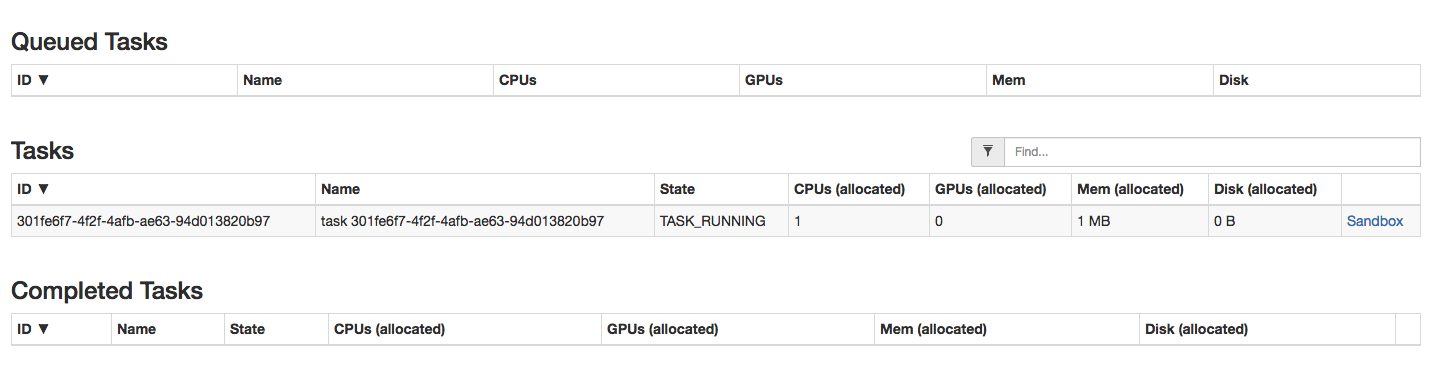 Queued Tasks
ID ▼ Name CPUs GPUs Mem Disk
Tasks
Find...
ID ▼ Name State CPUs (allocated) GPUs (allocated) Mem (allocated) Disk (allocated)
301fe6f7-4f2f-4afb-ae63-94d013820b97 task 301fe6f7-4f2f-4afb-ae63-94d013820b97 TASK_RUNNING 1 0 1 MB 0 B Sandbox
Completed Tasks
ID ▼ Name State CPUs (allocated) GPUs (allocated) Mem (allocated) Disk (allocated)